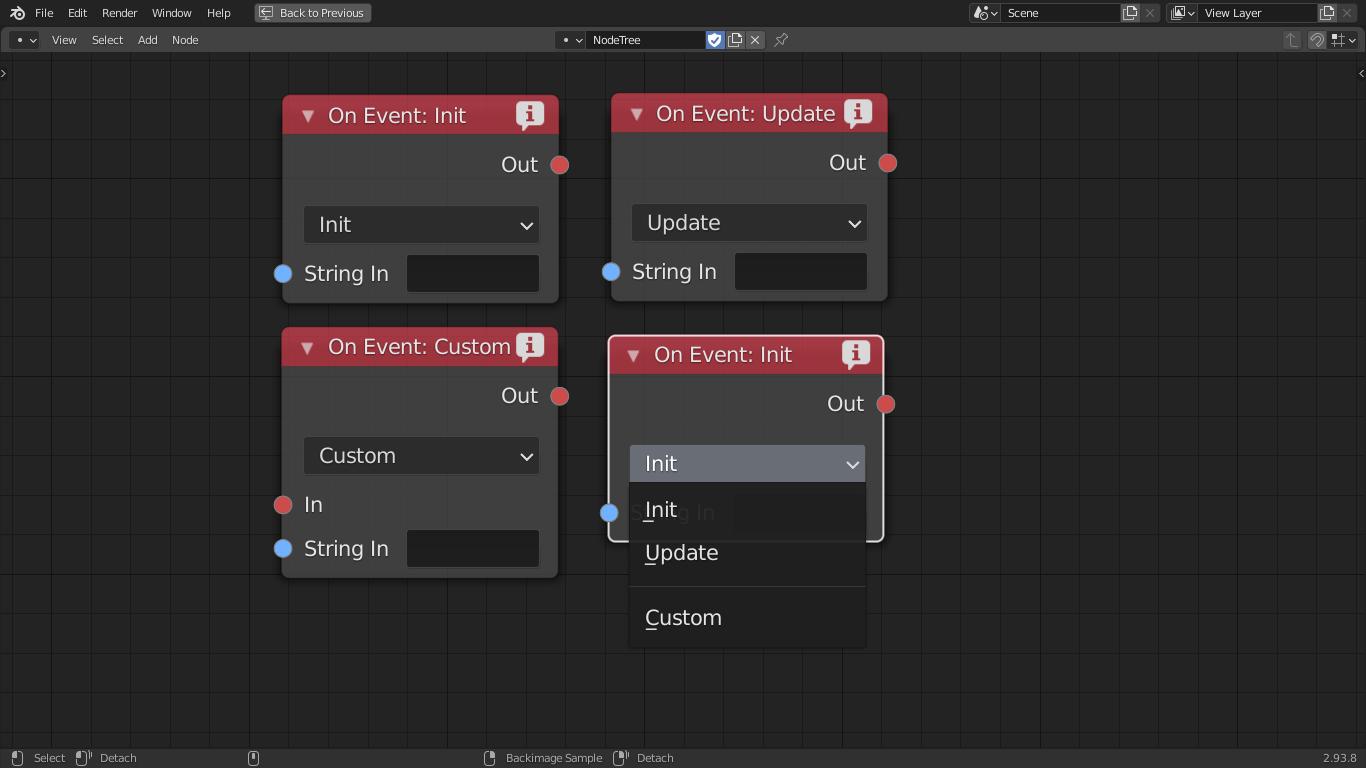 File Edit Render Window Help Back to Previous Scene View Layer
View Select Add Node NodeTree
On Event: Init
Out
Init
String In
On Event: Update
Out
Update
String In
On Event: Custom
Out
Custom
In
String In
On Event: Init
Out
Init
Init
String In
Update
Custom
Select Detach Backimage Sample Detach 2.93.8